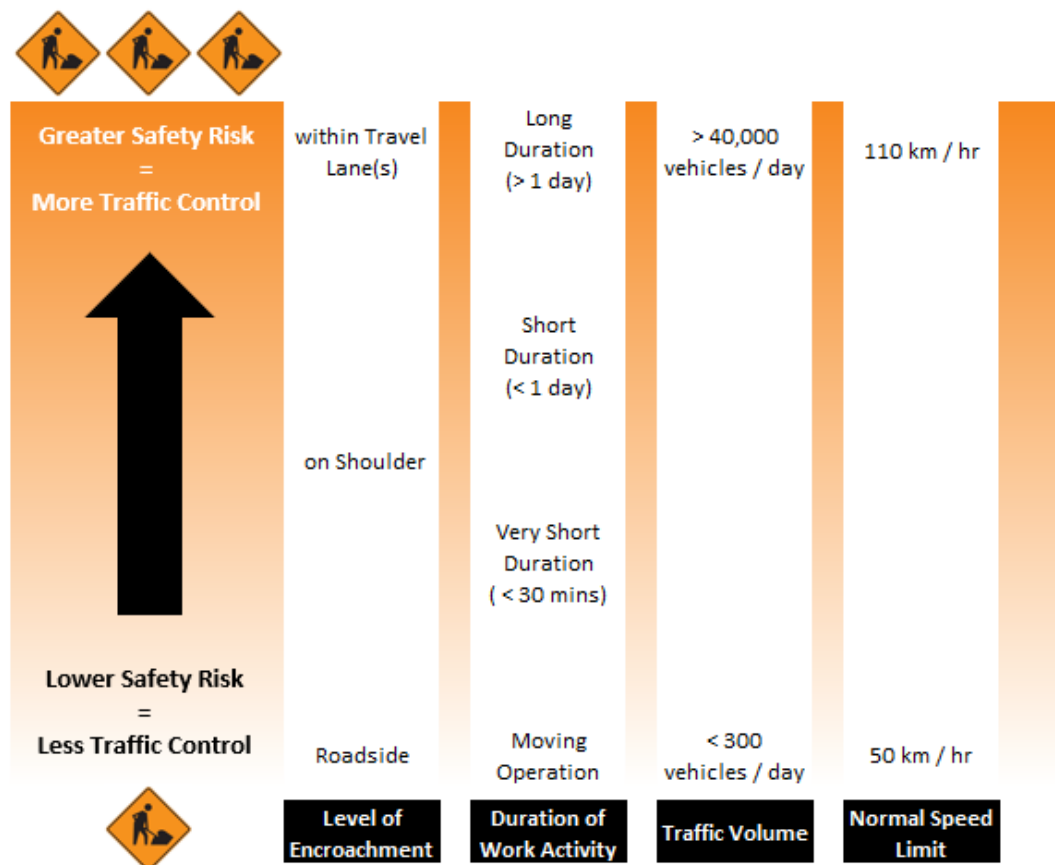 Greater Safety Risk
=
More Traffic Control
Lower Safety Risk
=
Less Traffic Control
within Travel
Lane(s)
on Shoulder
Roadside
Level of
Encroachment
Long
Duration
(> 1 day)
Short
Duration
(< 1 day)
Very Short
Duration
( < 30 mins)
Moving
Operation
Duration of
Work Activity
> 40,000
vehicles / day
< 300
vehicles / day
Traffic Volume
110 km / hr
50 km / hr
Normal Speed
Limit